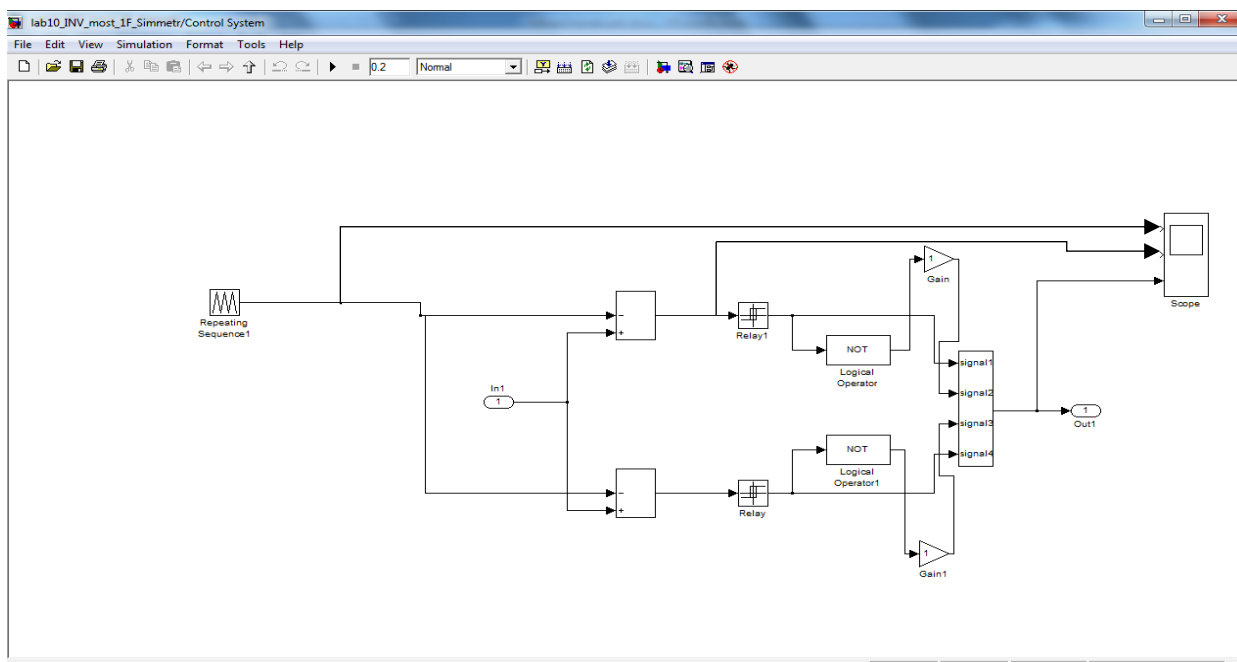 lab10_INV_most_1F_Simmetr/Control System
File Edit View Simulation Format Tools Help
0.2 Normal
Repeating
Sequence1
-
+
Relay1
1
Gain
NOT
Logical
Operator
In1
1
signal1
signal2
signal3
signal4
Scope
1
Out1
-
+
Relay
NOT
Logical
Operator1
1
Gain1